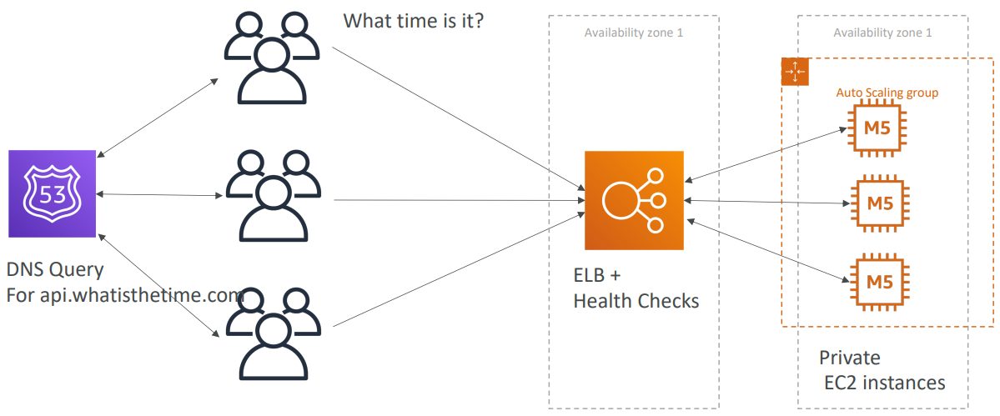 What time is it?
Availability zone 1
Availability zone 1
Auto Scaling group
M5
M5
M5
53
DNS Query
For api.whatisthetime.com
ELB +
Health Checks
Private
EC2 instances